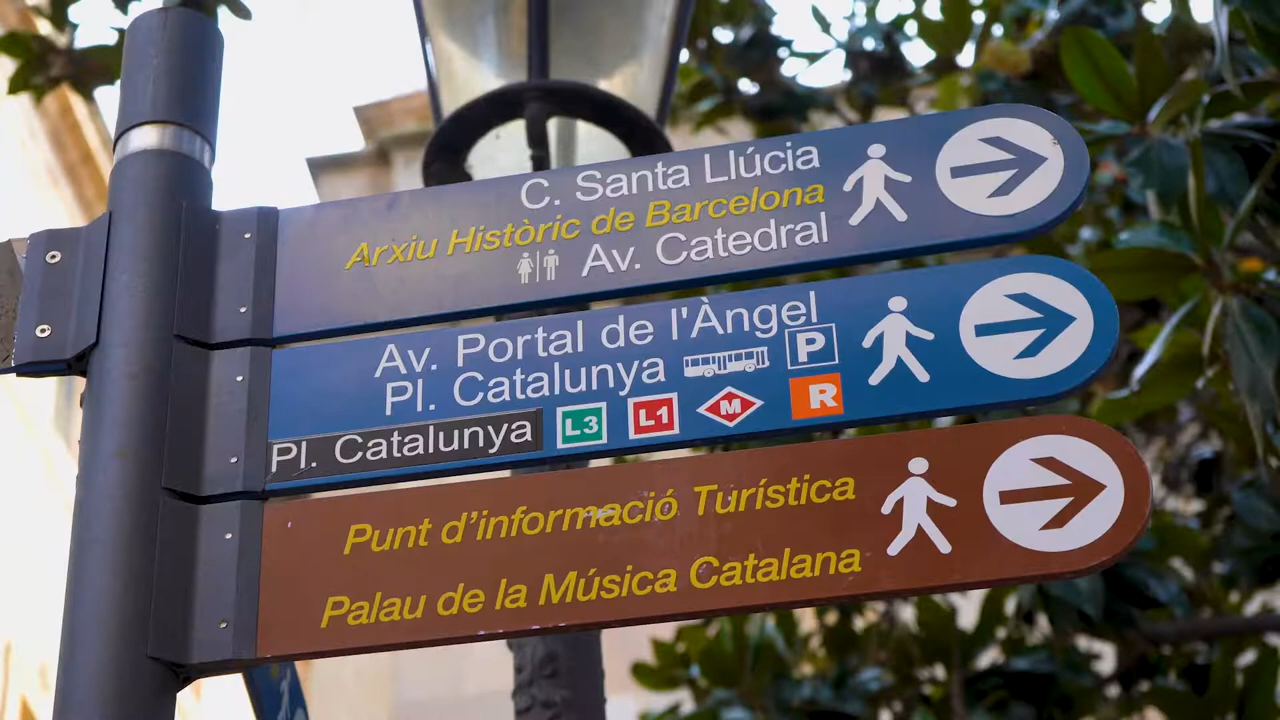 C. Santa Llúcia
Arxiu Històric de Barcelona
Av. Catedral
Av. Portal de l'Àngel
Pl. Catalunya P
Pl. Catalunya L3 L1 M R
Punt d'informació Turística
Palau de la Música Catalana